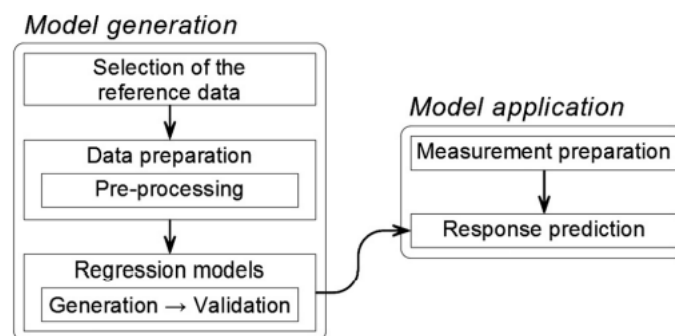 Model generation
Selection of the
reference data
Data preparation
Pre-processing
Regression models
Generation → Validation
Model application
Measurement preparation
Response prediction